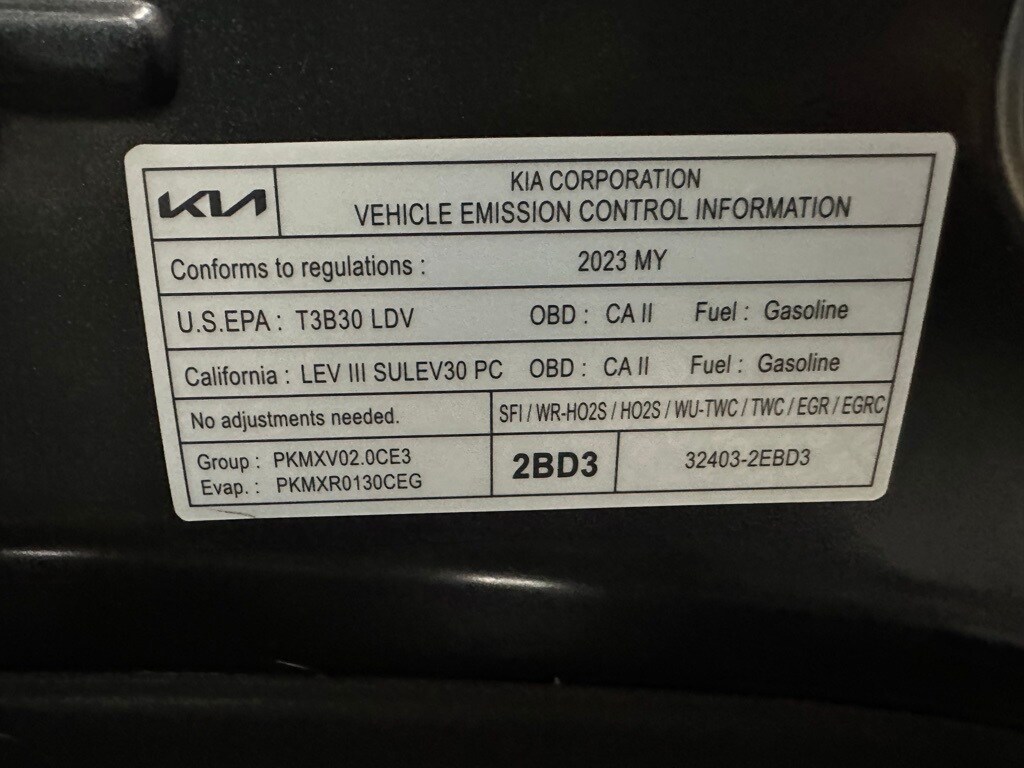 KIA
KIA CORPORATION
VEHICLE EMISSION CONTROL INFORMATION
Conforms to regulations : 2023 MY
U.S.EPA : T3B30 LDV OBD : CA II Fuel : Gasoline
California : LEV III SULEV30 PC OBD : CA II Fuel : Gasoline
No adjustments needed. SFI / WR-HO2S / HO2S / WU-TWC / TWC / EGR / EGRC
Group : PKMXV02.0CE3
Evap. : PKMXR0130CEG
2BD3
32403-2EBD3